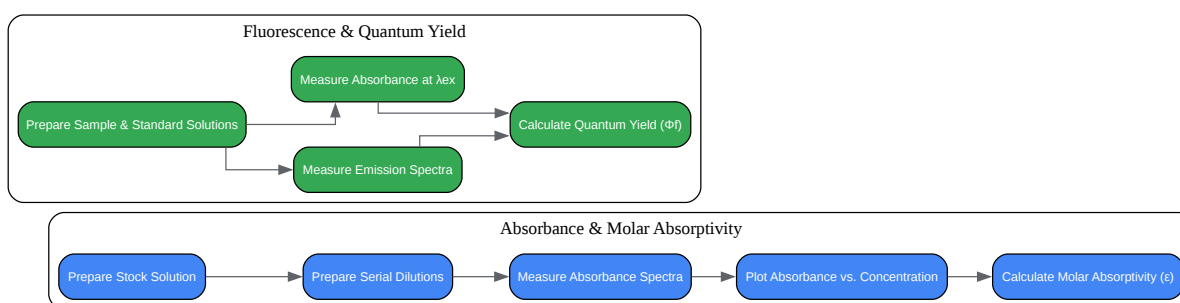 Fluorescence & Quantum Yield
Measure Absorbance at λex
Prepare Sample & Standard Solutions
Calculate Quantum Yield (Φf)
Measure Emission Spectra
Absorbance & Molar Absorptivity
Prepare Stock Solution
Prepare Serial Dilutions
Measure Absorbance Spectra
Plot Absorbance vs. Concentration
Calculate Molar Absorptivity (ε)